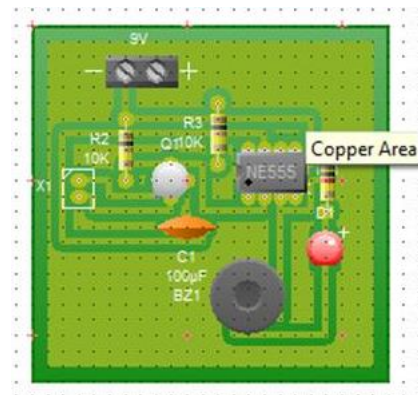 9V
− +
R3
R2
10K
Q1 10K
Copper Area
NE555
X1
D1
+
C1
100µF
BZ1